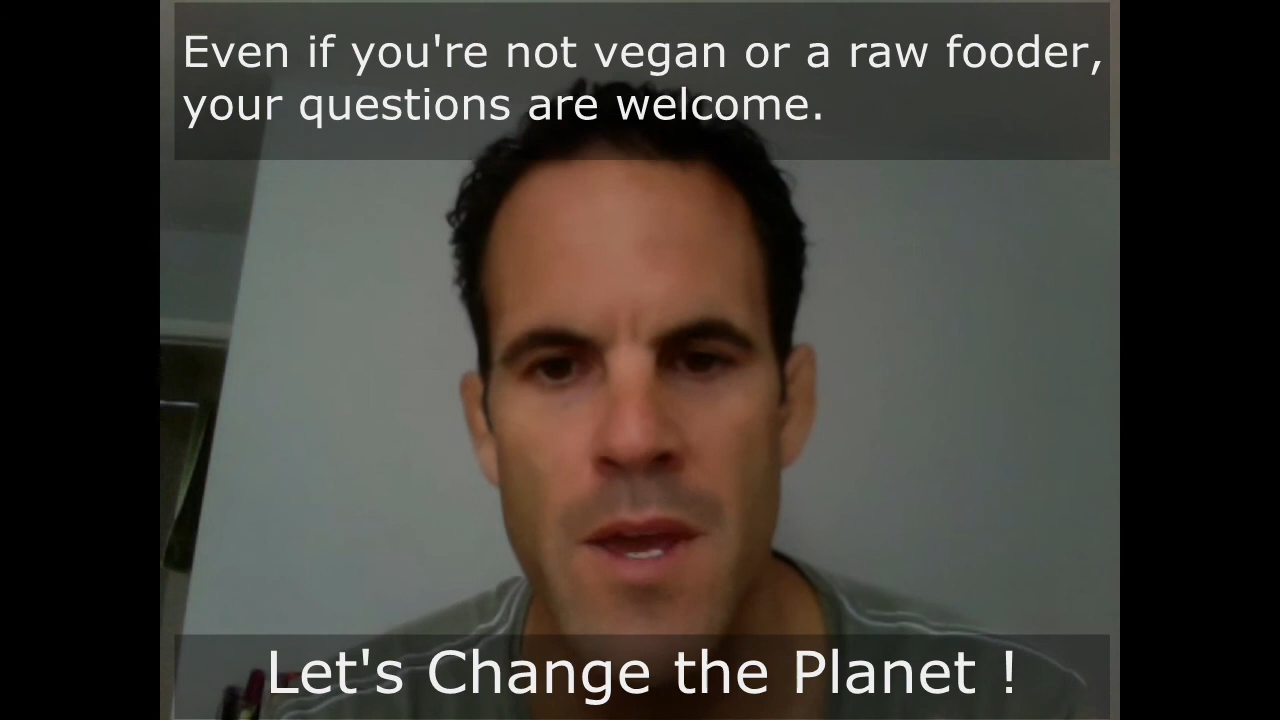 Even if you're not vegan or a raw fooder,
your questions are welcome.
Let's Change the Planet !